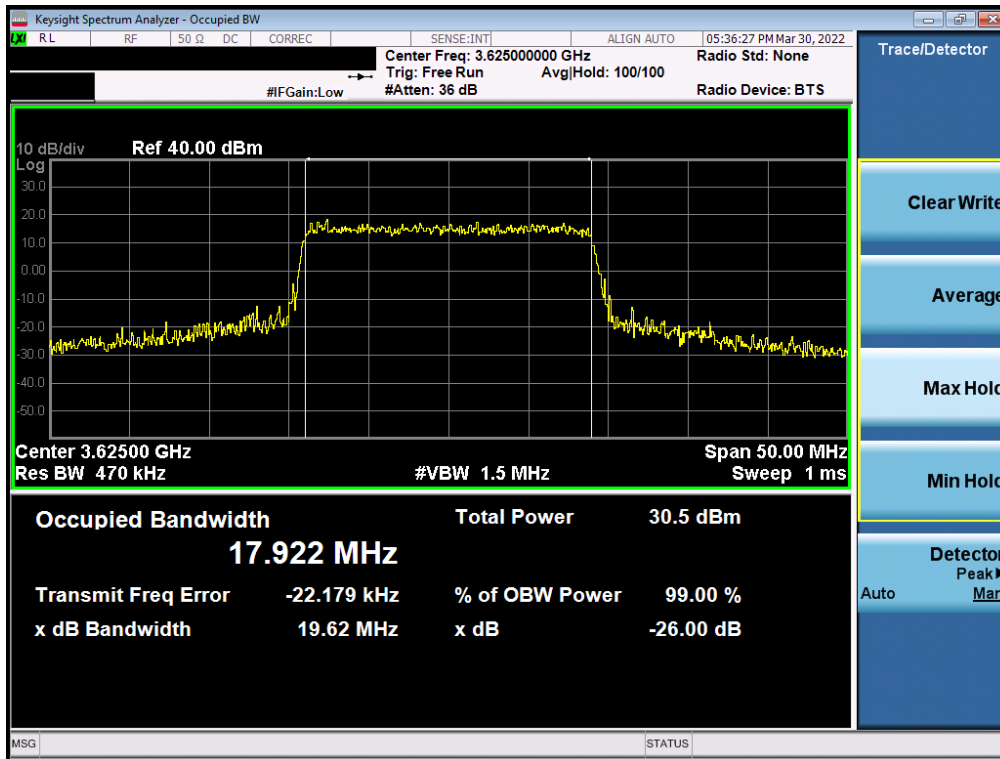 Keysight Spectrum Analyzer - Occupied BW
LXI RL RF 50 Ω DC CORREC SENSE:INT ALIGN AUTO 05:36:27 PM Mar 30, 2022
Center Freq: 3.625000000 GHz Radio Std: None
Trig: Free Run Avg|Hold: 100/100
#IFGain:Low #Atten: 36 dB Radio Device: BTS
10 dB/div Ref 40.00 dBm
Log
30.0
20.0
10.0
0.00
-10.0
-20.0
-30.0
-40.0
-50.0
Center 3.62500 GHz Span 50.00 MHz
Res BW 470 kHz #VBW 1.5 MHz Sweep 1 ms
Occupied Bandwidth Total Power 30.5 dBm
17.922 MHz
Transmit Freq Error -22.179 kHz % of OBW Power 99.00 %
x dB Bandwidth 19.62 MHz x dB -26.00 dB
MSG STATUS
Trace/Detector
Clear Write
Average
Max Hold
Min Hold
Detector
Peak
Auto Man